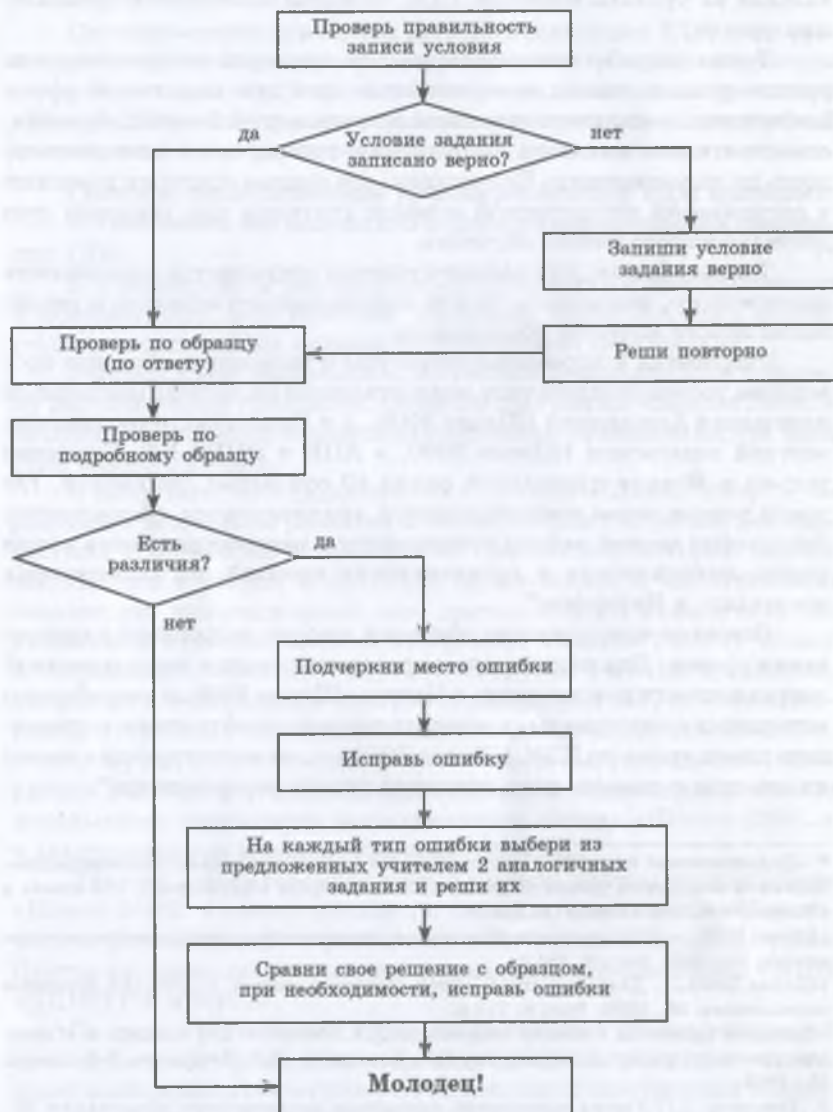 Проверь правильность
записи условия
да
Условие задания
записано верно?
нет
Запиши условие
задания верно
Проверь по образцу
(по ответу)
Реши повторно
Проверь по
подробному образцу
Есть
различия?
да
нет
Подчеркни место ошибки
Исправь ошибку
На каждый тип ошибки выбери из
предложенных учителем 2 аналогичных
задания и реши их
Сравни свое решение с образцом,
при необходимости, исправь ошибки
Молодец!